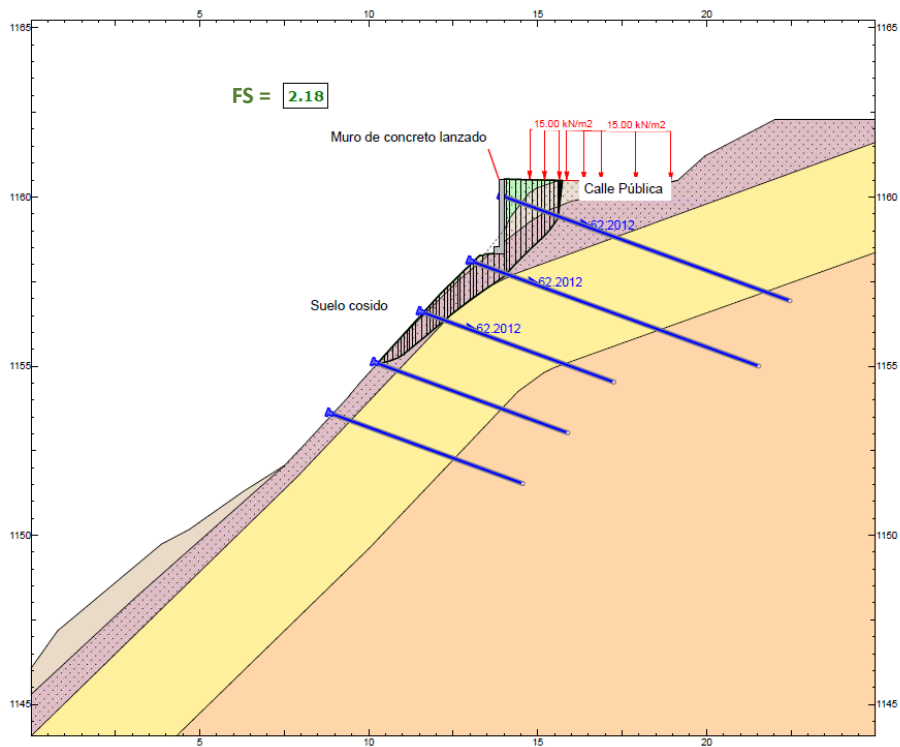 5 10 15 20
1165 1165
FS = 2.18
15.00 kN/m2 15.00 kN/m2
Muro de concreto lanzado
1160 Calle Pública 1160
62.2012
62.2012
Suelo cosido
62.2012
1155 1155
1150 1150
1145 1145
5 10 15 20